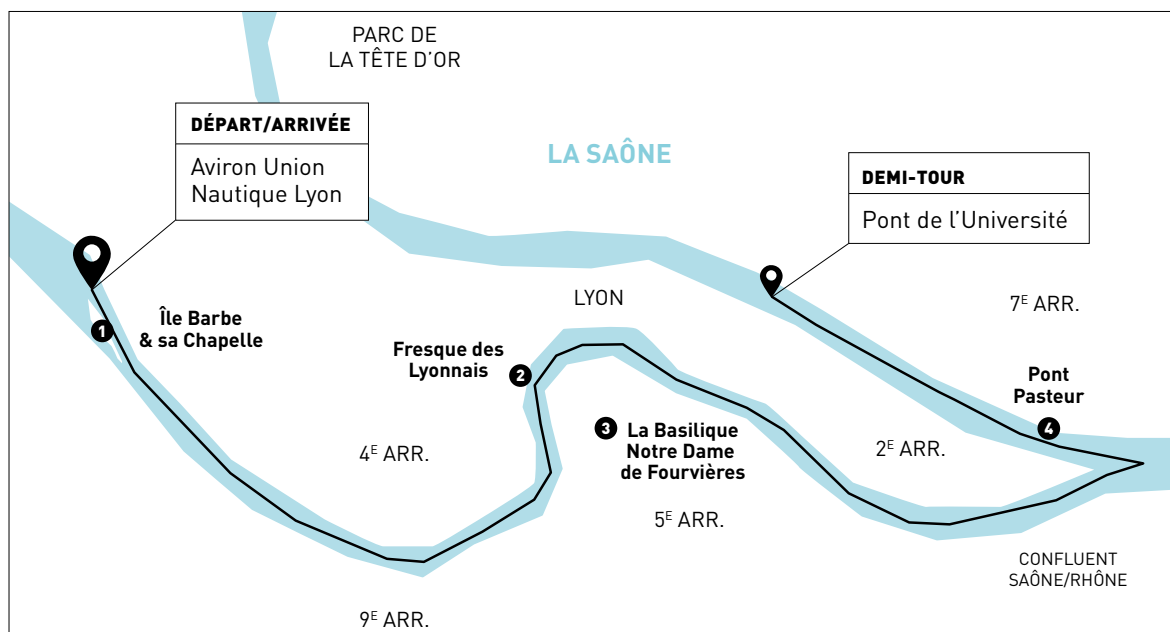 PARC DE
LA TÊTE D'OR
DÉPART/ARRIVÉE
Aviron Union
Nautique Lyon
LA SAÔNE
DEMI-TOUR
Pont de l'Université
1
Île Barbe
& sa Chapelle
LYON
7E ARR.
Fresque des
Lyonnais
2
Pont
Pasteur
4
3
La Basilique
Notre Dame
de Fourvières
4E ARR.
2E ARR.
5E ARR.
CONFLUENT
SAÔNE/RHÔNE
9E ARR.